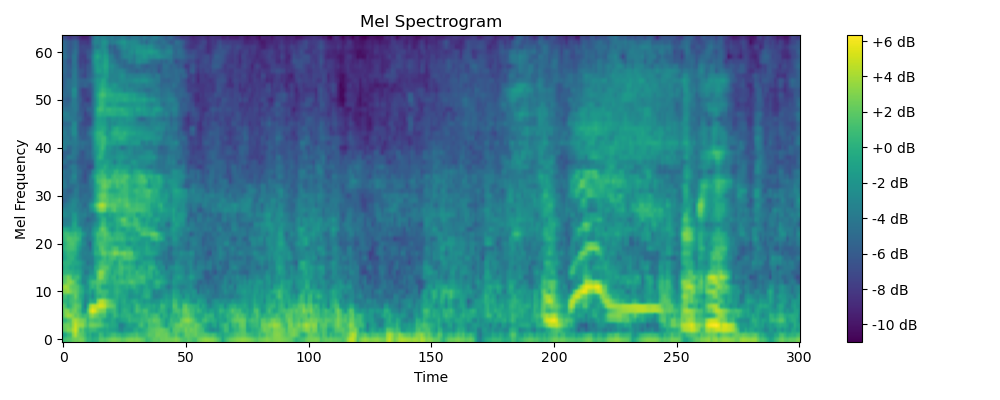 Mel Spectrogram
Mel Frequency
60
50
40
30
20
10
0
0 50 100 150 200 250 300
Time
+6 dB
+4 dB
+2 dB
+0 dB
-2 dB
-4 dB
-6 dB
-8 dB
-10 dB